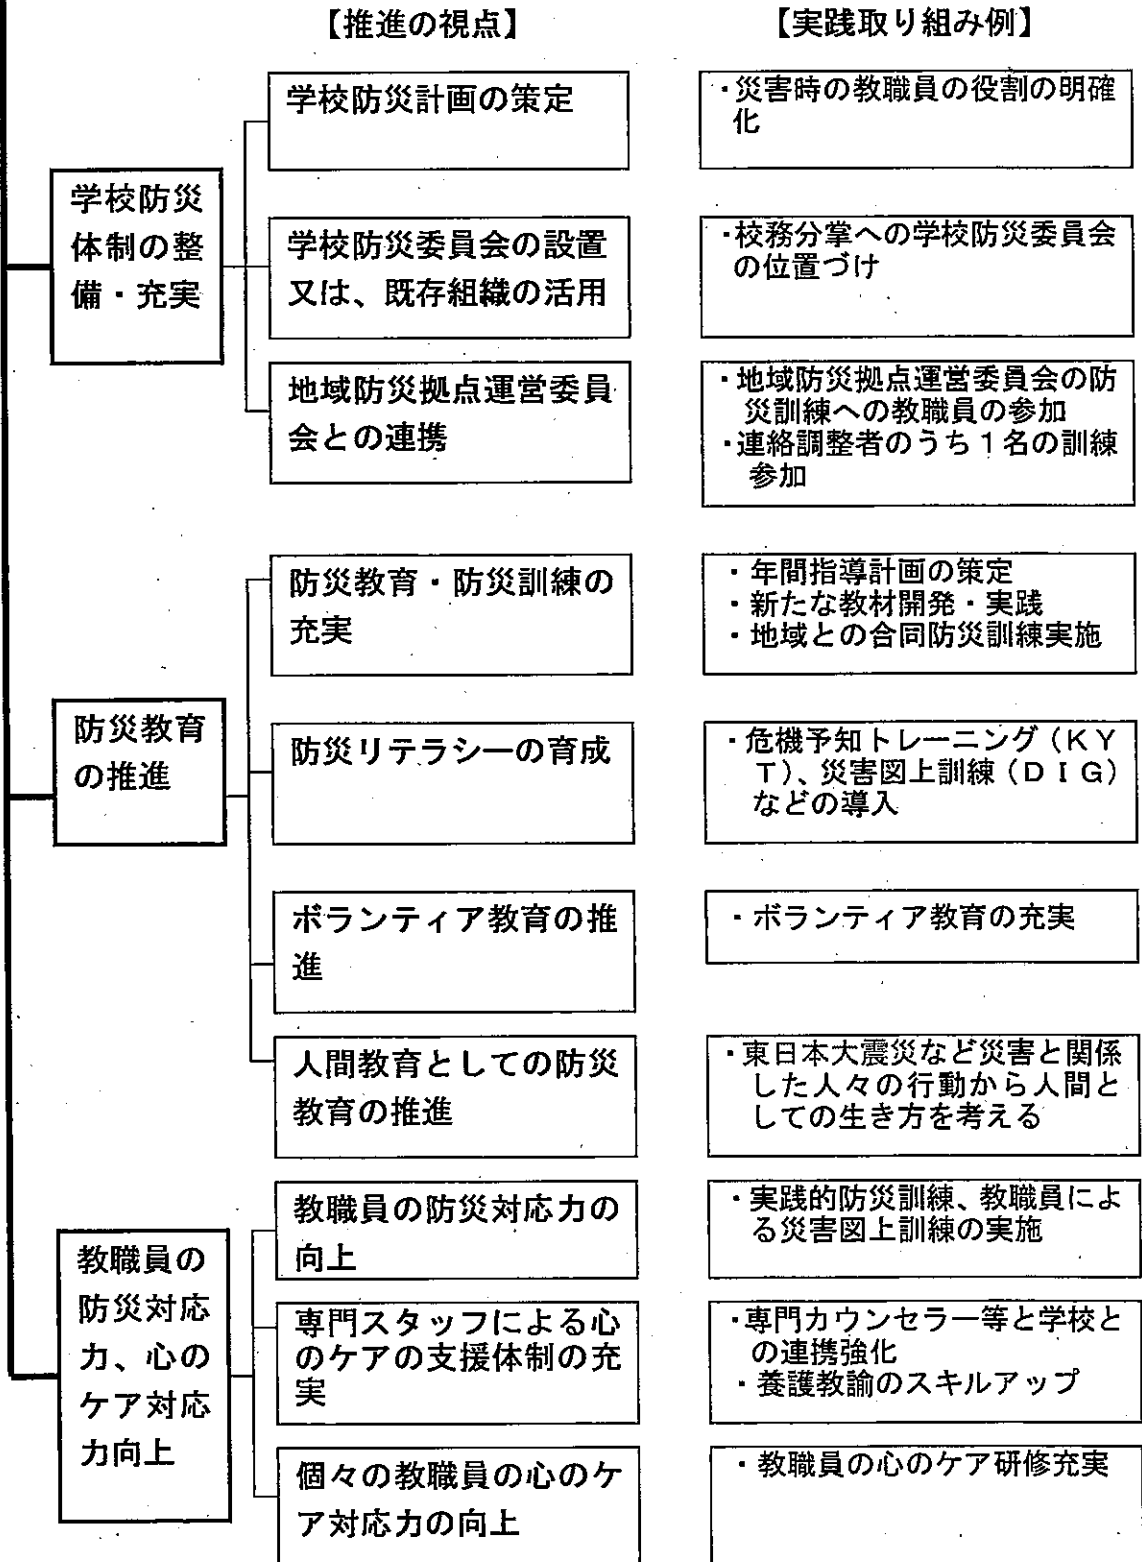 【推進の視点】
【実践取り組み例】
学校防災
体制の整
備・充実
学校防災計画の策定
・災害時の教職員の役割の明確
化
学校防災委員会の設置
又は、既存組織の活用
・校務分掌への学校防災委員会
の位置づけ
地域防災拠点運営委員
会との連携
・地域防災拠点運営委員会の防
災訓練への教職員の参加
・連絡調整者のうち1名の訓練
参加
防災教育
の推進
防災教育・防災訓練の
充実
・年間指導計画の策定
・新たな教材開発・実践
・地域との合同防災訓練実施
防災リテラシーの育成
・危機予知トレーニング(KY
T)、災害図上訓練(DIG)
などの導入
ボランティア教育の推
進
・ボランティア教育の充実
人間教育としての防災
教育の推進
・東日本大震災など災害と関係
した人々の行動から人間と
しての生き方を考える
教職員の
防災対応
力、心の
ケア対応
力向上
教職員の防災対応力の
向上
・実践的防災訓練、教職員によ
る災害図上訓練の実施
専門スタッフによる心
のケアの支援体制の充
実
・専門カウンセラー等と学校と
の連携強化
・養護教諭のスキルアップ
個々の教職員の心のケ
ア対応力の向上
・教職員の心のケア研修充実